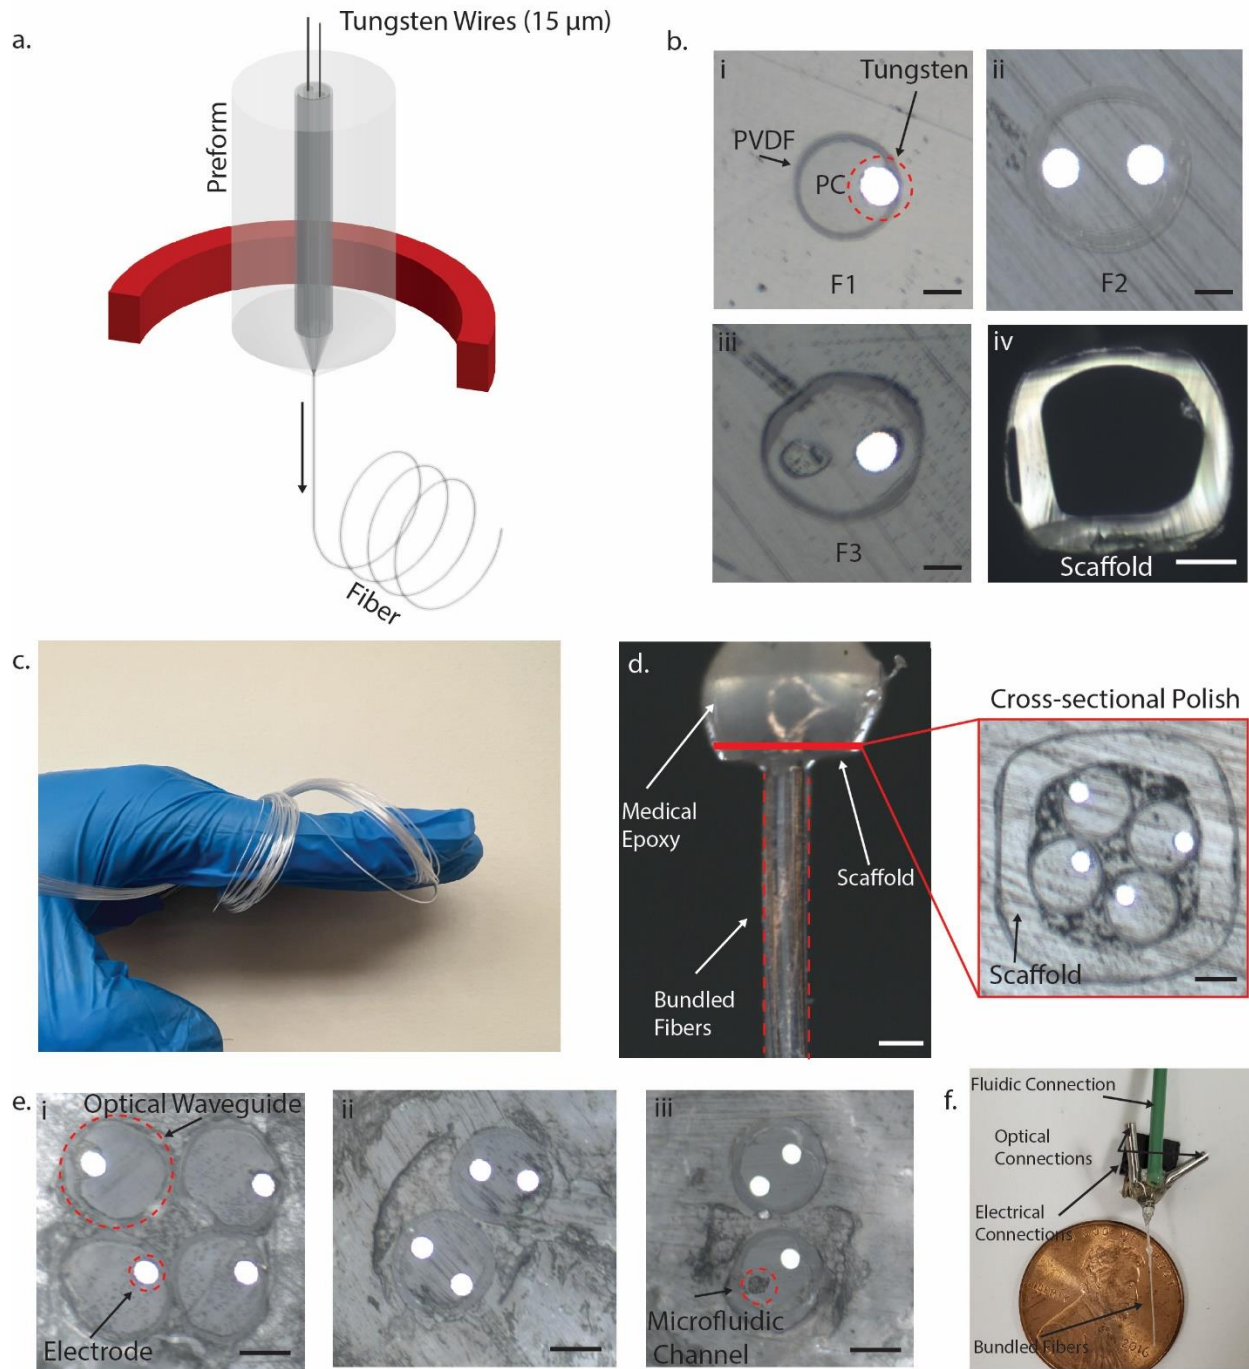 a.
Tungsten Wires (15 µm)
Preform
Fiber
b.
i
Tungsten
PVDF
PC
F1
ii
F2
iii
F3
iv
Scaffold
c.
d.
Medical
Epoxy
Scaffold
Bundled
Fibers
Cross-sectional Polish
Scaffold
e.
i
Optical Waveguide
Electrode
ii
iii
Microfluidic
Channel
f.
Fluidic Connection
Optical
Connections
Electrical
Connections
Bundled Fibers